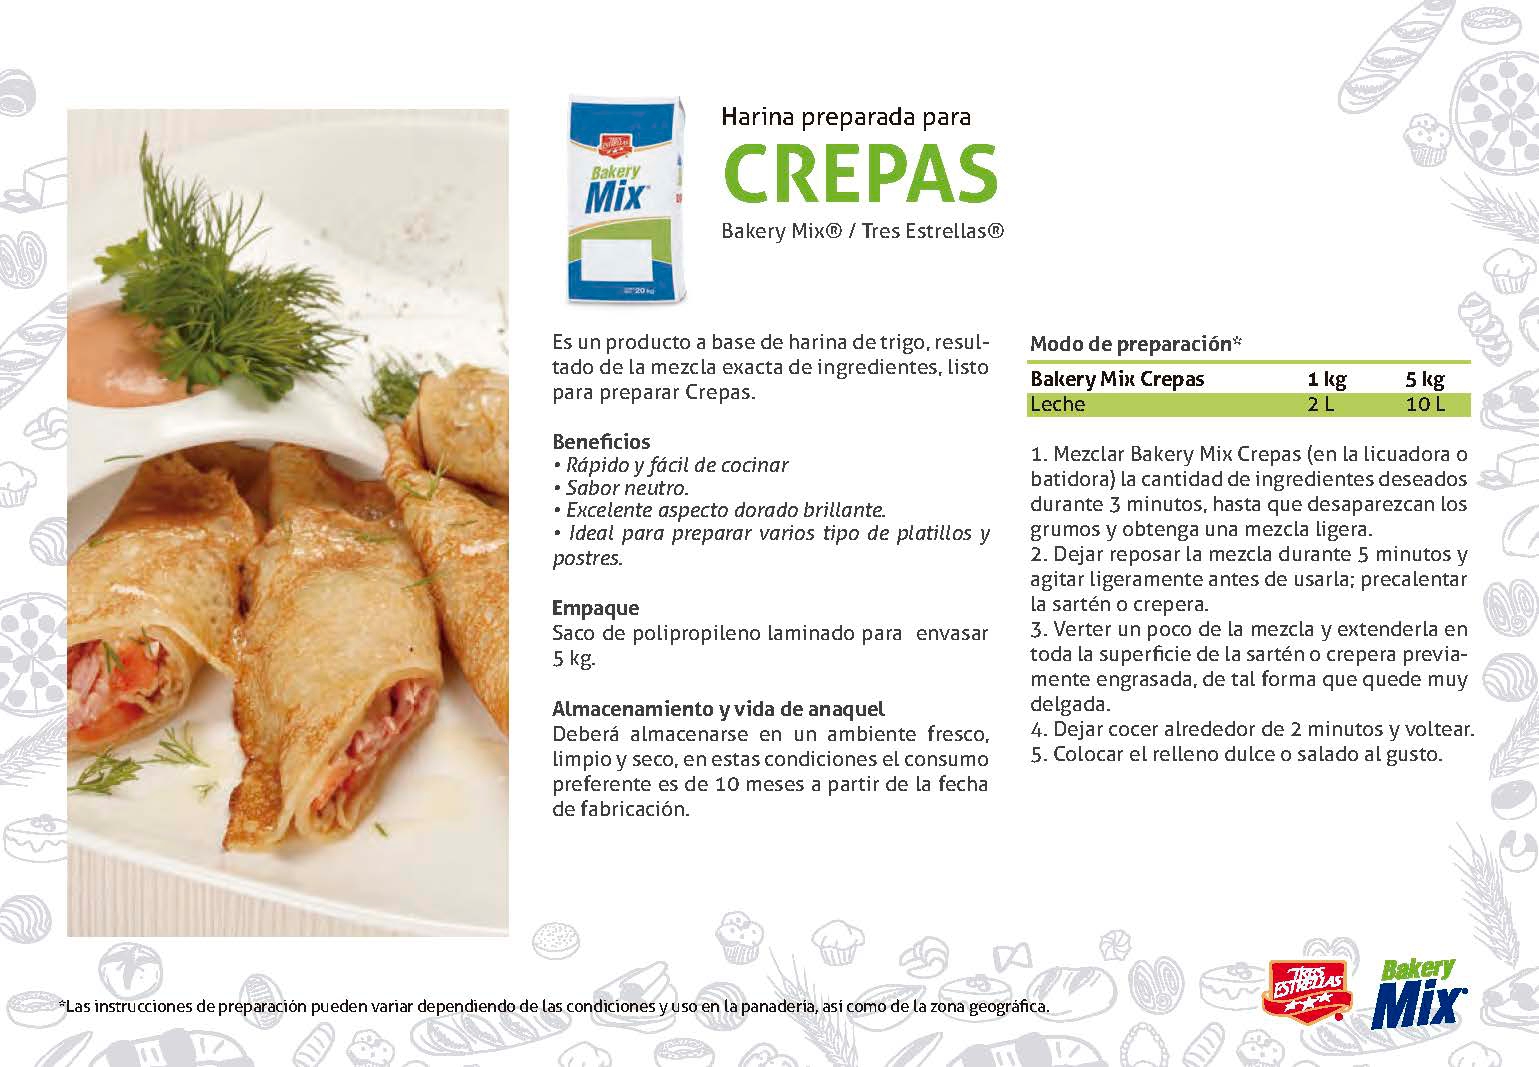 TRES
ESTRELLAS
Bakery
Mix
20 kg
Harina preparada para
CREPAS
Bakery Mix® / Tres Estrellas®
Es un producto a base de harina de trigo, resul-
tado de la mezcla exacta de ingredientes, listo
para preparar Crepas.
Beneficios
• Rápido y fácil de cocinar
• Sabor neutro.
• Excelente aspecto dorado brillante.
• Ideal para preparar varios tipo de platillos y
postres.
Empaque
Saco de polipropileno laminado para envasar
5 kg.
Almacenamiento y vida de anaquel
Deberá almacenarse en un ambiente fresco,
limpio y seco, en estas condiciones el consumo
preferente es de 10 meses a partir de la fecha
de fabricación.
Modo de preparación*
Bakery Mix Crepas 1 kg 5 kg
Leche 2 L 10 L
1. Mezclar Bakery Mix Crepas (en la licuadora o
batidora) la cantidad de ingredientes deseados
durante 3 minutos, hasta que desaparezcan los
grumos y obtenga una mezcla ligera.
2. Dejar reposar la mezcla durante 5 minutos y
agitar ligeramente antes de usarla; precalentar
la sartén o crepera.
3. Verter un poco de la mezcla y extenderla en
toda la superficie de la sartén o crepera previa-
mente engrasada, de tal forma que quede muy
delgada.
4. Dejar cocer alrededor de 2 minutos y voltear.
5. Colocar el relleno dulce o salado al gusto.
*Las instrucciones de preparación pueden variar dependiendo de las condiciones y uso en la panadería, así como de la zona geográfica.
TRES
ESTRELLAS
Bakery
Mix